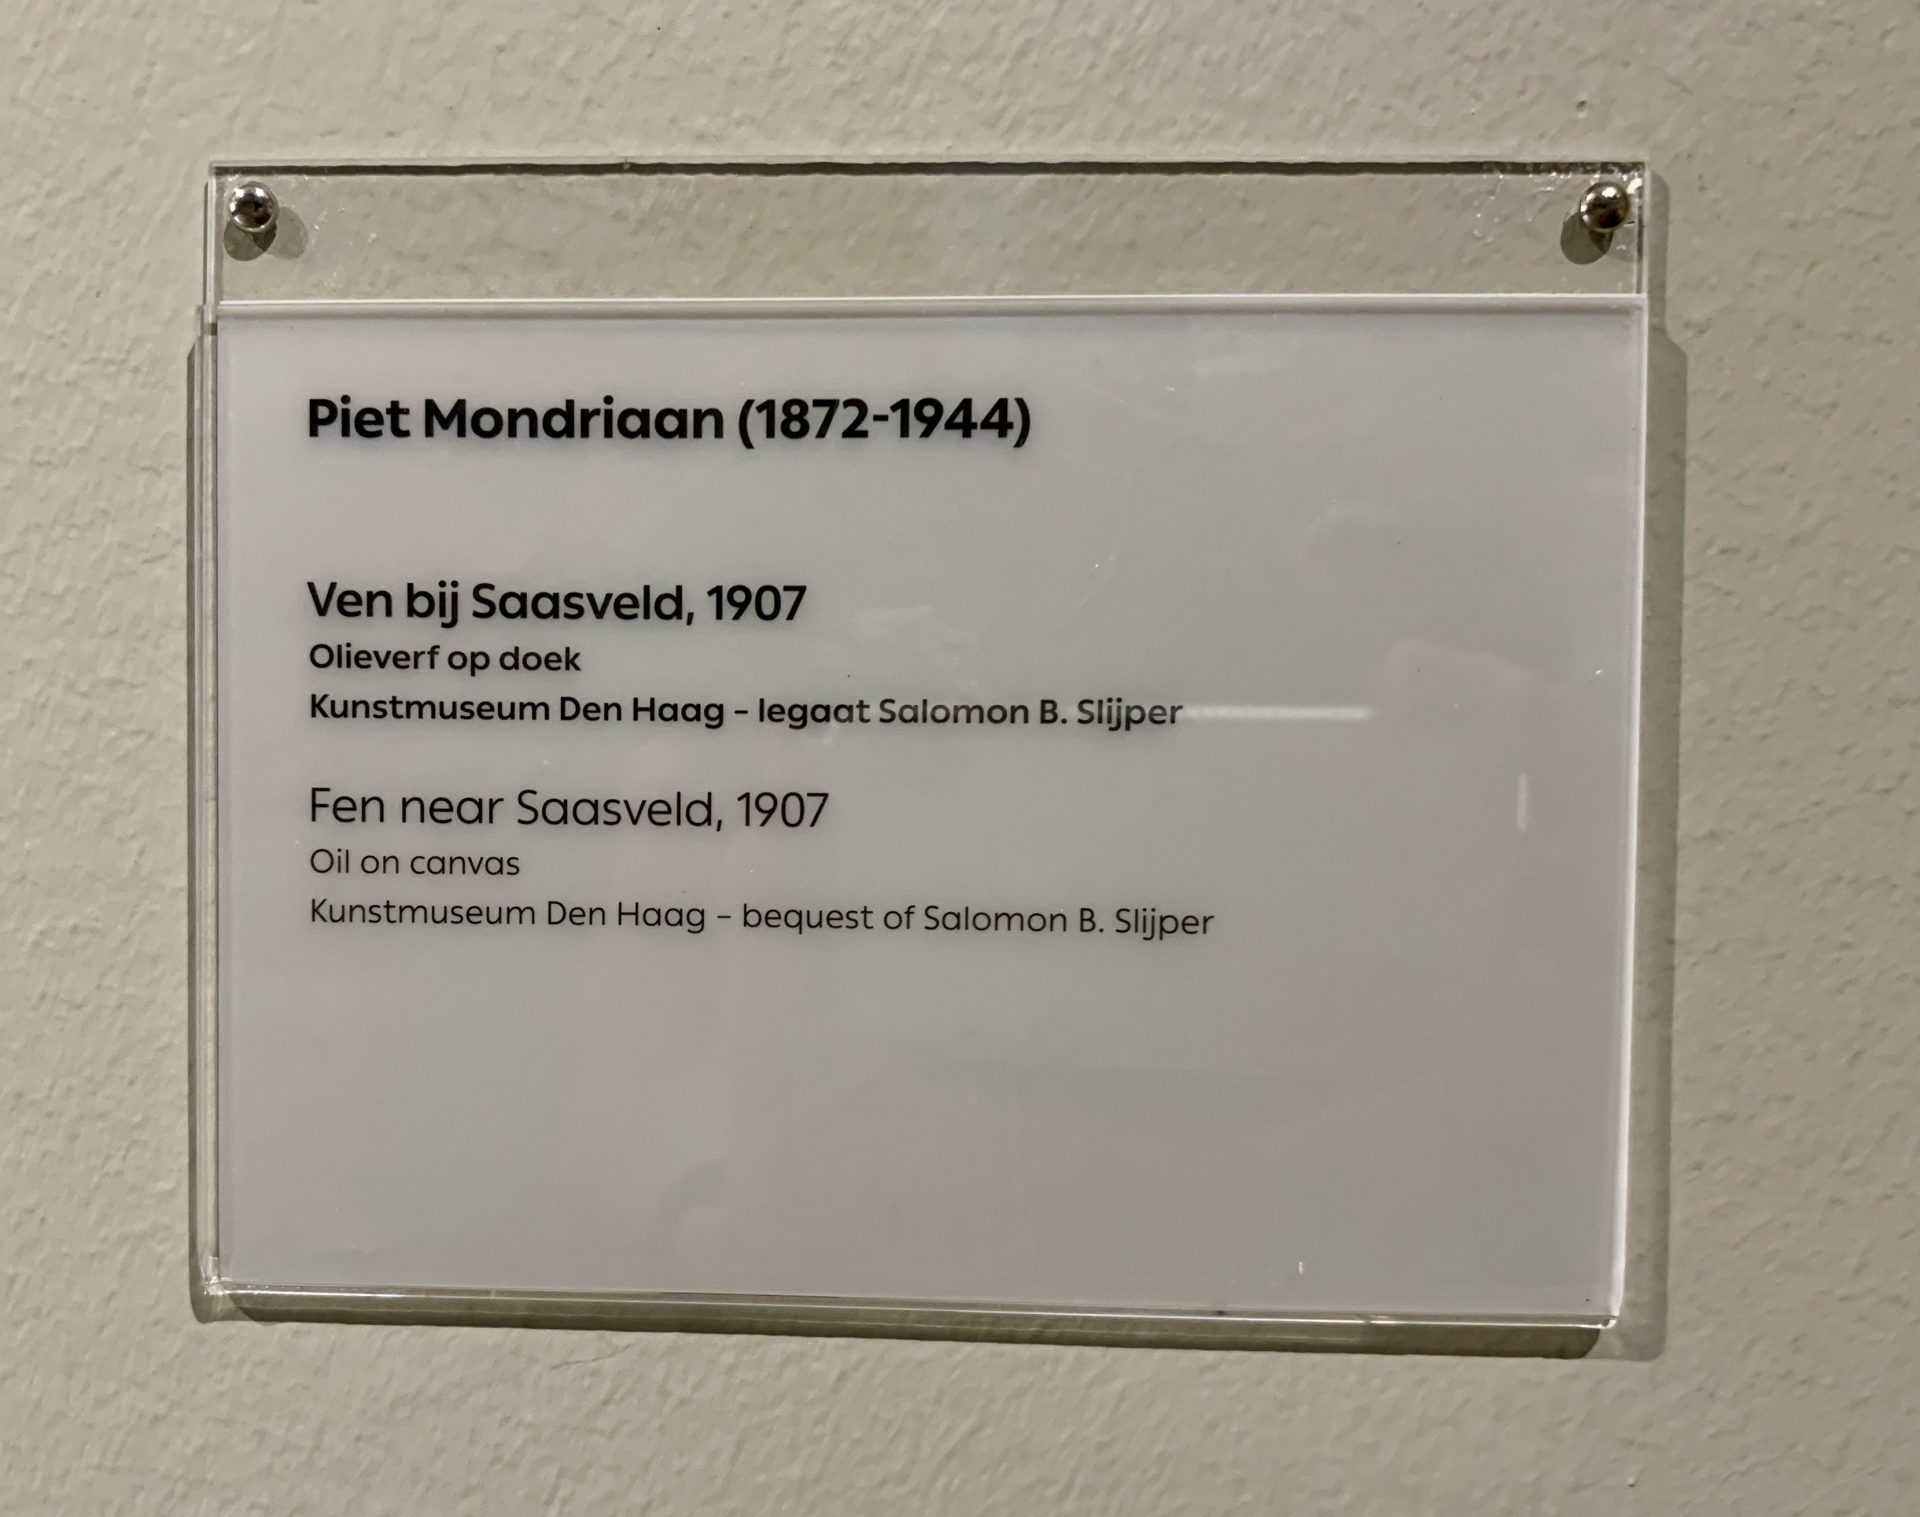 Piet Mondriaan (1872-1944)
Ven bij Saasveld, 1907
Olieverf op doek
Kunstmuseum Den Haag – legaat Salomon B. Slijper
Fen near Saasveld, 1907
Oil on canvas
Kunstmuseum Den Haag – bequest of Salomon B. Slijper